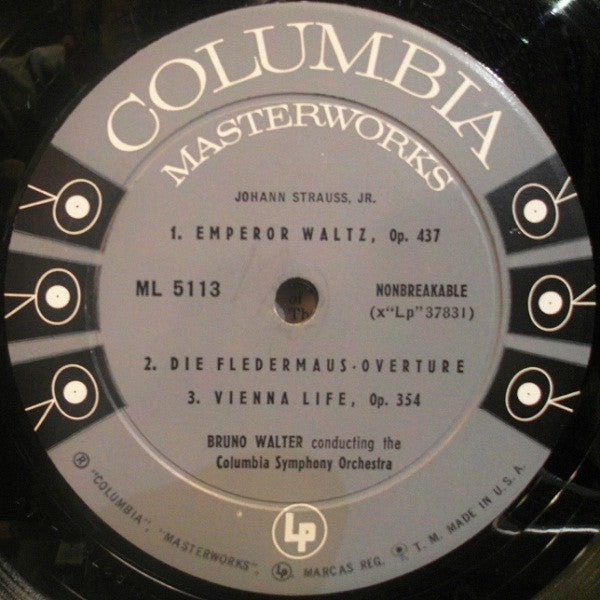 COLUMBIA
MASTERWORKS
JOHANN STRAUSS, JR.
1. EMPEROR WALTZ, Op. 437
ML 5113
NONBREAKABLE
(x"Lp" 37831)
2. DIE FLEDERMAUS - OVERTURE
3. VIENNA LIFE, Op. 354
BRUNO WALTER conducting the
Columbia Symphony Orchestra
LP
® "COLUMBIA", "MASTERWORKS", LP MARCAS REG. T. M. MADE IN U. S. A.